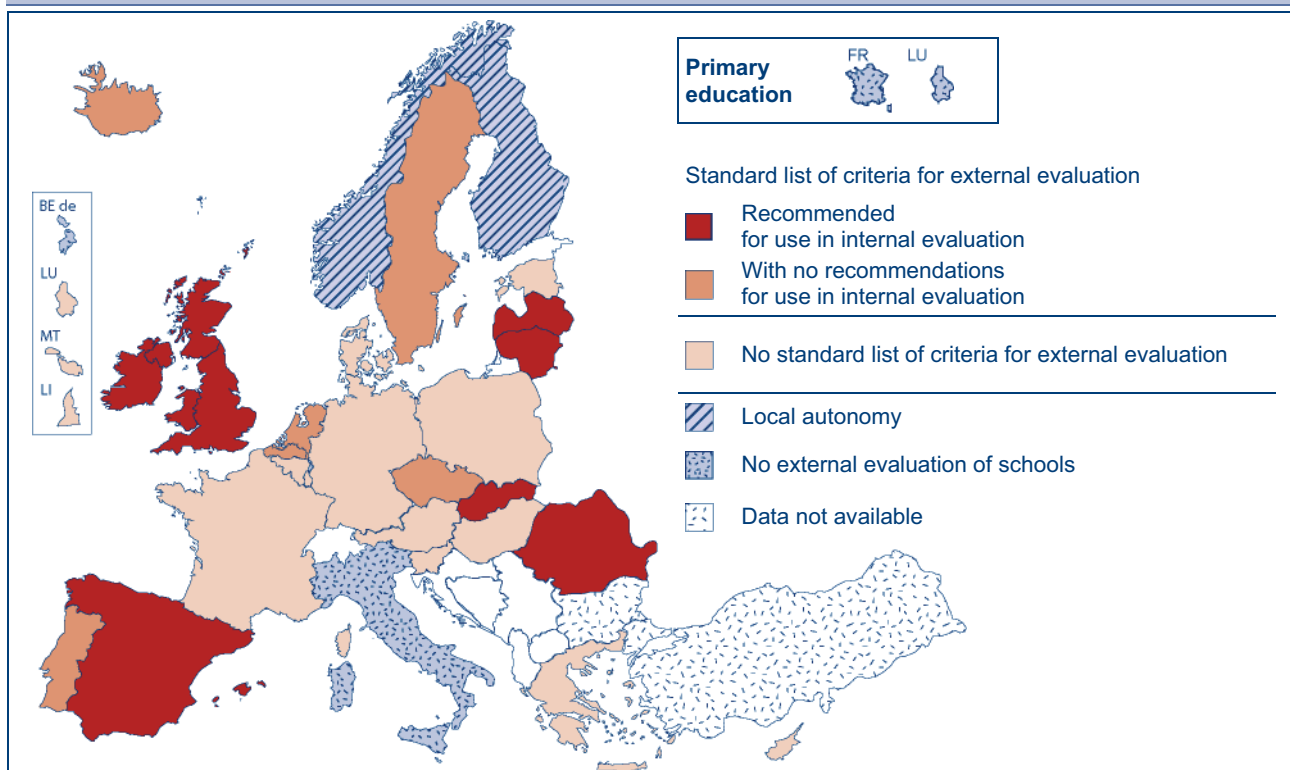 Primary
education
FR
LU
Standard list of criteria for external evaluation
Recommended
for use in internal evaluation
With no recommendations
for use in internal evaluation
No standard list of criteria for external evaluation
Local autonomy
No external evaluation of schools
Data not available
BE de
LU
MT
LI